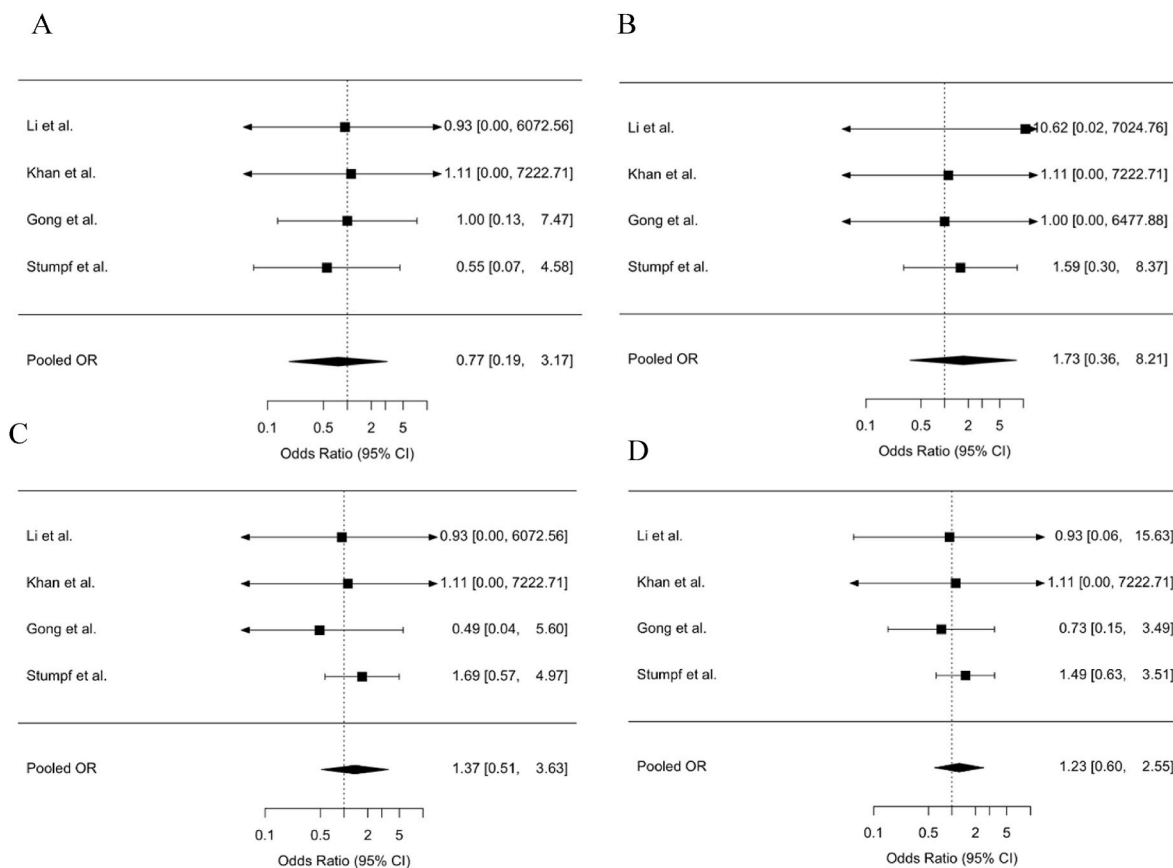 A
Li et al. 0.93 [0.00, 6072.56]
Khan et al. 1.11 [0.00, 7222.71]
Gong et al. 1.00 [0.13, 7.47]
Stumpf et al. 0.55 [0.07, 4.58]
Pooled OR 0.77 [0.19, 3.17]
0.1 0.5 2 5
Odds Ratio (95% CI)
B
Li et al. 10.62 [0.02, 7024.76]
Khan et al. 1.11 [0.00, 7222.71]
Gong et al. 1.00 [0.00, 6477.88]
Stumpf et al. 1.59 [0.30, 8.37]
Pooled OR 1.73 [0.36, 8.21]
0.1 0.5 2 5
Odds Ratio (95% CI)
C
Li et al. 0.93 [0.00, 6072.56]
Khan et al. 1.11 [0.00, 7222.71]
Gong et al. 0.49 [0.04, 5.60]
Stumpf et al. 1.69 [0.57, 4.97]
Pooled OR 1.37 [0.51, 3.63]
0.1 0.5 2 5
Odds Ratio (95% CI)
D
Li et al. 0.93 [0.06, 15.63]
Khan et al. 1.11 [0.00, 7222.71]
Gong et al. 0.73 [0.15, 3.49]
Stumpf et al. 1.49 [0.63, 3.51]
Pooled OR 1.23 [0.60, 2.55]
0.1 0.5 2 5
Odds Ratio (95% CI)